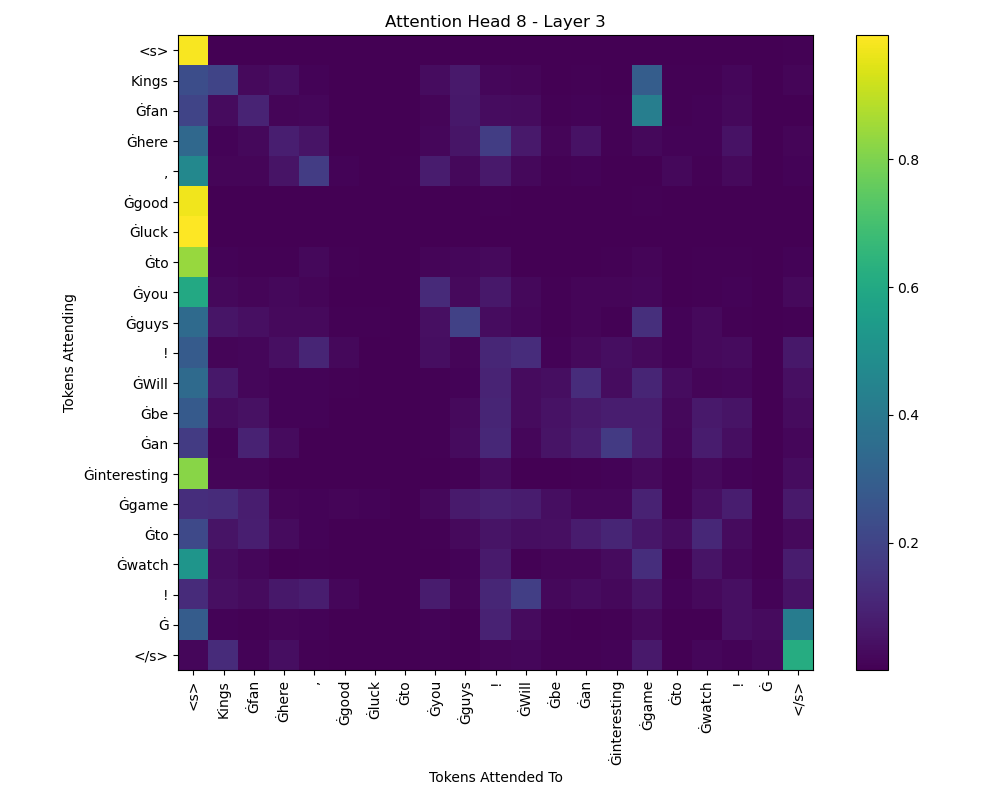 Attention Head 8 - Layer 3
Tokens Attending
<s>
Kings
Ġfan
Ġhere
,
Ġgood
Ġluck
Ġto
Ġyou
Ġguys
!
ĠWill
Ġbe
Ġan
Ġinteresting
Ġgame
Ġto
Ġwatch
!
Ġ
</s>
<s>
Kings
Ġfan
Ġhere
,
Ġgood
Ġluck
Ġto
Ġyou
Ġguys
!
ĠWill
Ġbe
Ġan
Ġinteresting
Ġgame
Ġto
Ġwatch
!
Ġ
</s>
Tokens Attended To
0.8
0.6
0.4
0.2